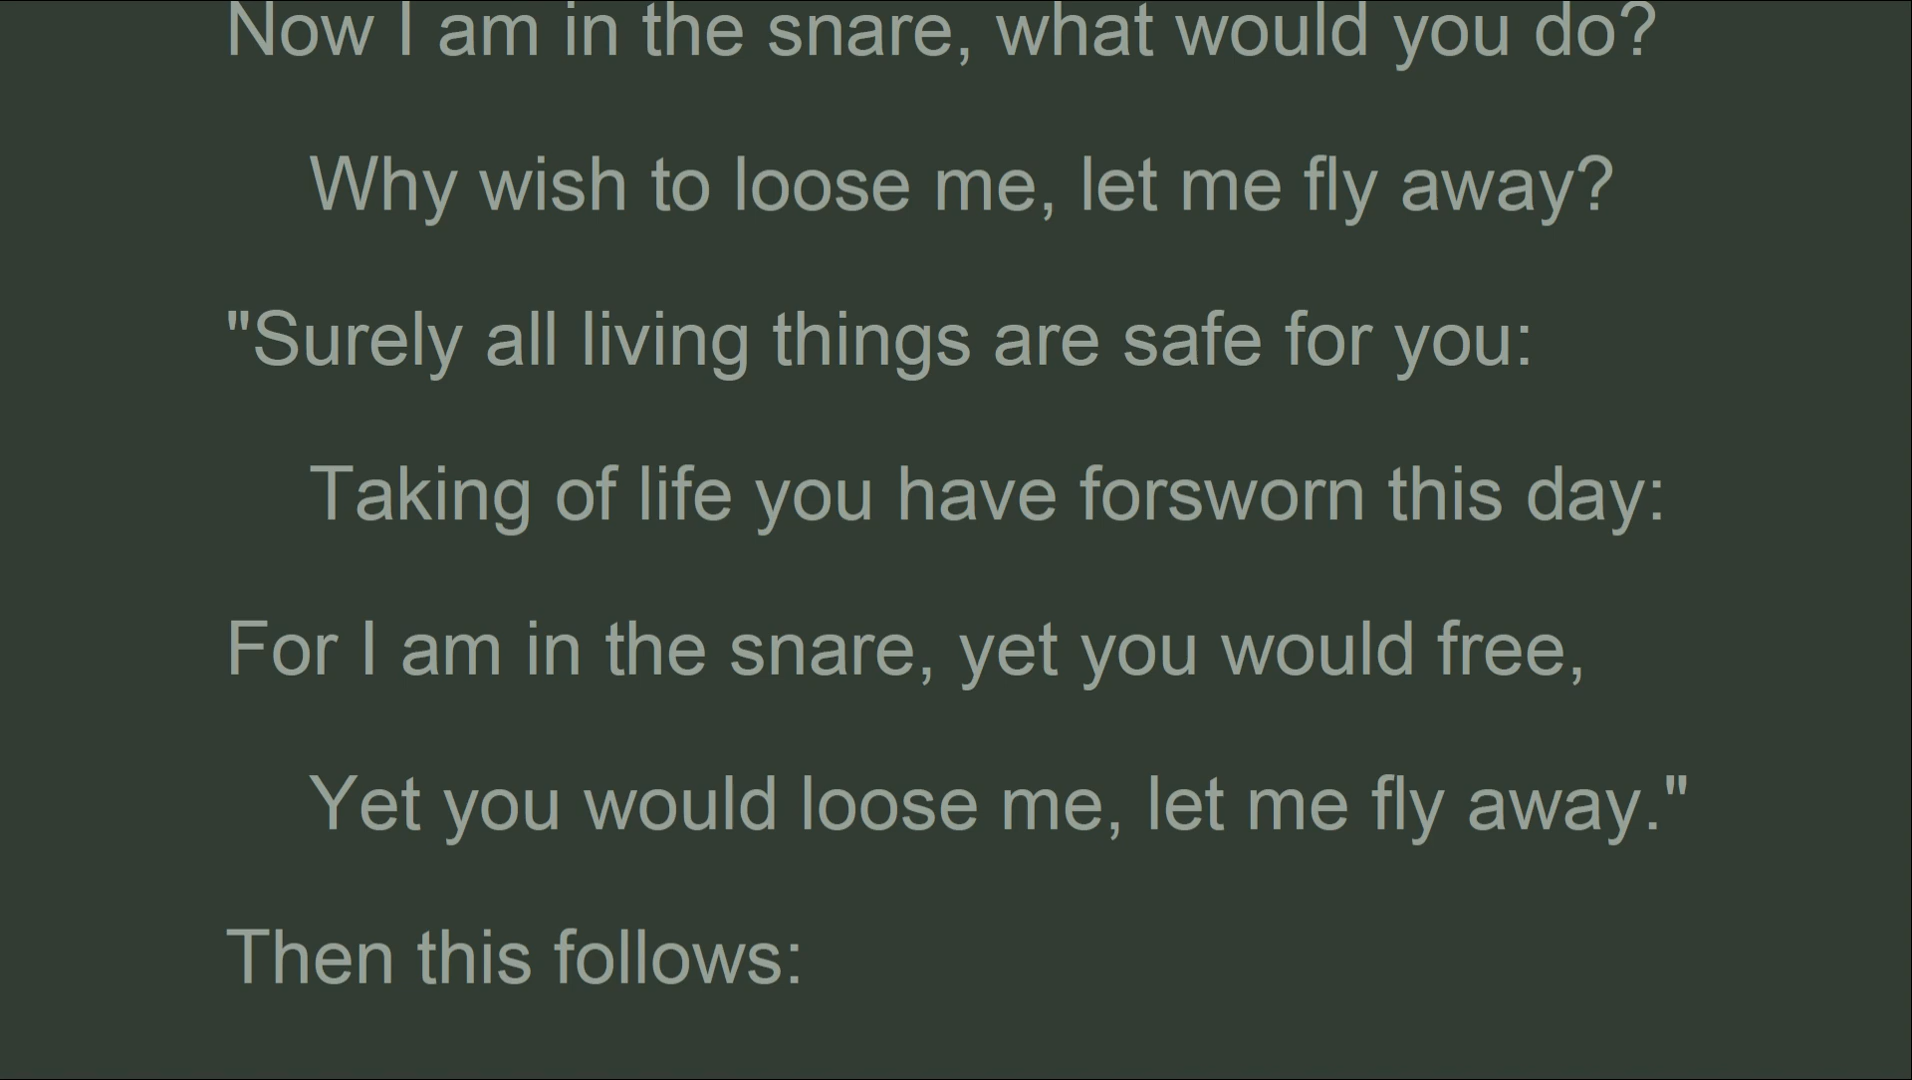 Now I am in the snare, what would you do?
Why wish to loose me, let me fly away?
"Surely all living things are safe for you:
Taking of life you have forsworn this day:
For I am in the snare, yet you would free,
Yet you would loose me, let me fly away."
Then this follows: